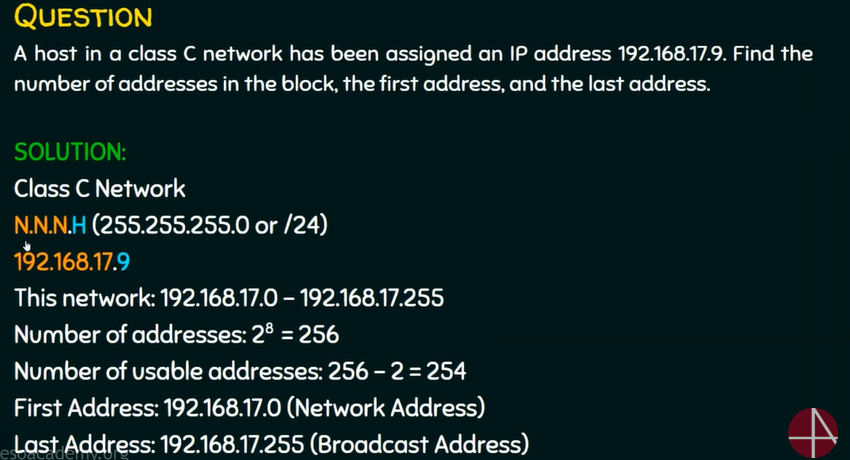 QUESTION
A host in a class C network has been assigned an IP address 192.168.17.9. Find the
number of addresses in the block, the first address, and the last address.
SOLUTION:
Class C Network
N.N.N.H (255.255.255.0 or /24)
192.168.17.9
This network: 192.168.17.0 – 192.168.17.255
Number of addresses: 2⁸ = 256
Number of usable addresses: 256 – 2 = 254
First Address: 192.168.17.0 (Network Address)
Last Address: 192.168.17.255 (Broadcast Address)
esoacademy.org